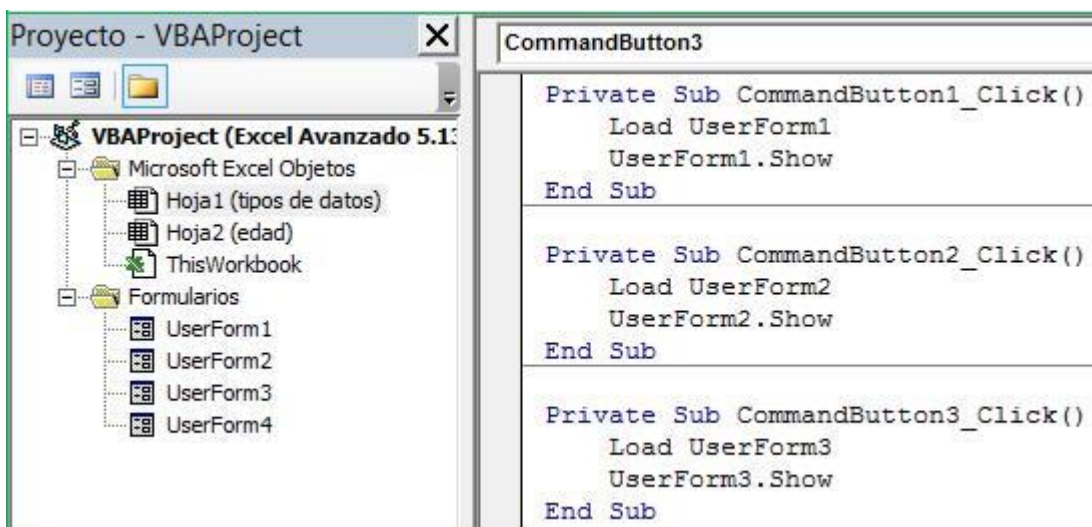 Proyecto - VBAProject
VBAProject (Excel Avanzado 5.13
Microsoft Excel Objetos
Hoja1 (tipos de datos)
Hoja2 (edad)
ThisWorkbook
Formularios
UserForm1
UserForm2
UserForm3
UserForm4
CommandButton3
Private Sub CommandButton1_Click()
Load UserForm1
UserForm1.Show
End Sub
Private Sub CommandButton2_Click()
Load UserForm2
UserForm2.Show
End Sub
Private Sub CommandButton3_Click()
Load UserForm3
UserForm3.Show
End Sub